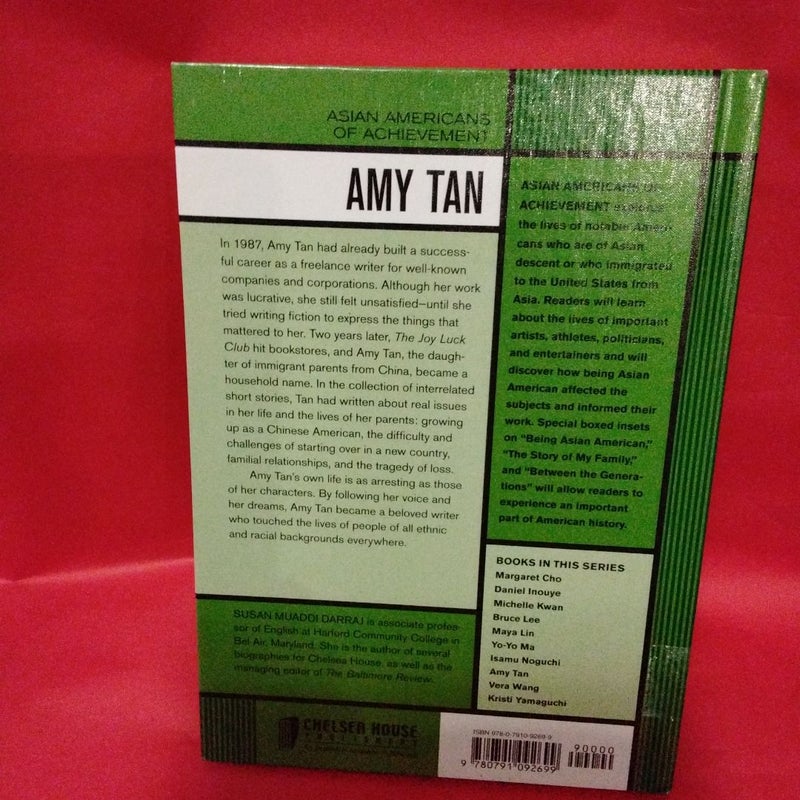 ASIAN AMERICANS
OF ACHIEVEMENT
AMY TAN
In 1987, Amy Tan had already built a success-
ful career as a freelance writer for well-known
companies and corporations. Although her work
was lucrative, she still felt unsatisfied—until she
tried writing fiction to express the things that
mattered to her. Two years later, The Joy Luck
Club hit bookstores, and Amy Tan, the daugh-
ter of immigrant parents from China, became a
household name. In the collection of interrelated
short stories, Tan had written about real issues
in her life and the lives of her parents: growing
up as a Chinese American, the difficulty and
challenges of starting over in a new country,
familial relationships, and the tragedy of loss.
Amy Tan's own life is as arresting as those
of her characters. By following her voice and
her dreams, Amy Tan became a beloved writer
who touched the lives of people of all ethnic
and racial backgrounds everywhere.
SUSAN MUADDI DARRAJ is associate profes-
sor of English at Harford Community College in
Bel Air, Maryland. She is the author of several
biographies for Chelsea House, as well as the
managing editor of The Baltimore Review.
CHELSEA HOUSE
PUBLISHERS
ASIAN AMERICANS OF
ACHIEVEMENT
the lives of notable Ameri-
cans who are of Asian
descent or who immigrated
to the United States from
Asia. Readers will learn
about the lives of important
artists, athletes, politicians,
and entertainers and will
discover how being Asian
American affected the
subjects and informed their
work. Special boxed insets
on "Being Asian American,"
"The Story of My Family,"
and "Between the Genera-
tions" will allow readers to
experience an important
part of American history.
BOOKS IN THIS SERIES
Margaret Cho
Daniel Inouye
Michelle Kwan
Bruce Lee
Maya Lin
Yo-Yo Ma
Isamu Noguchi
Amy Tan
Vera Wang
Kristi Yamaguchi
ISBN 978-0-7910-9269-9
90000
9 780791 092699